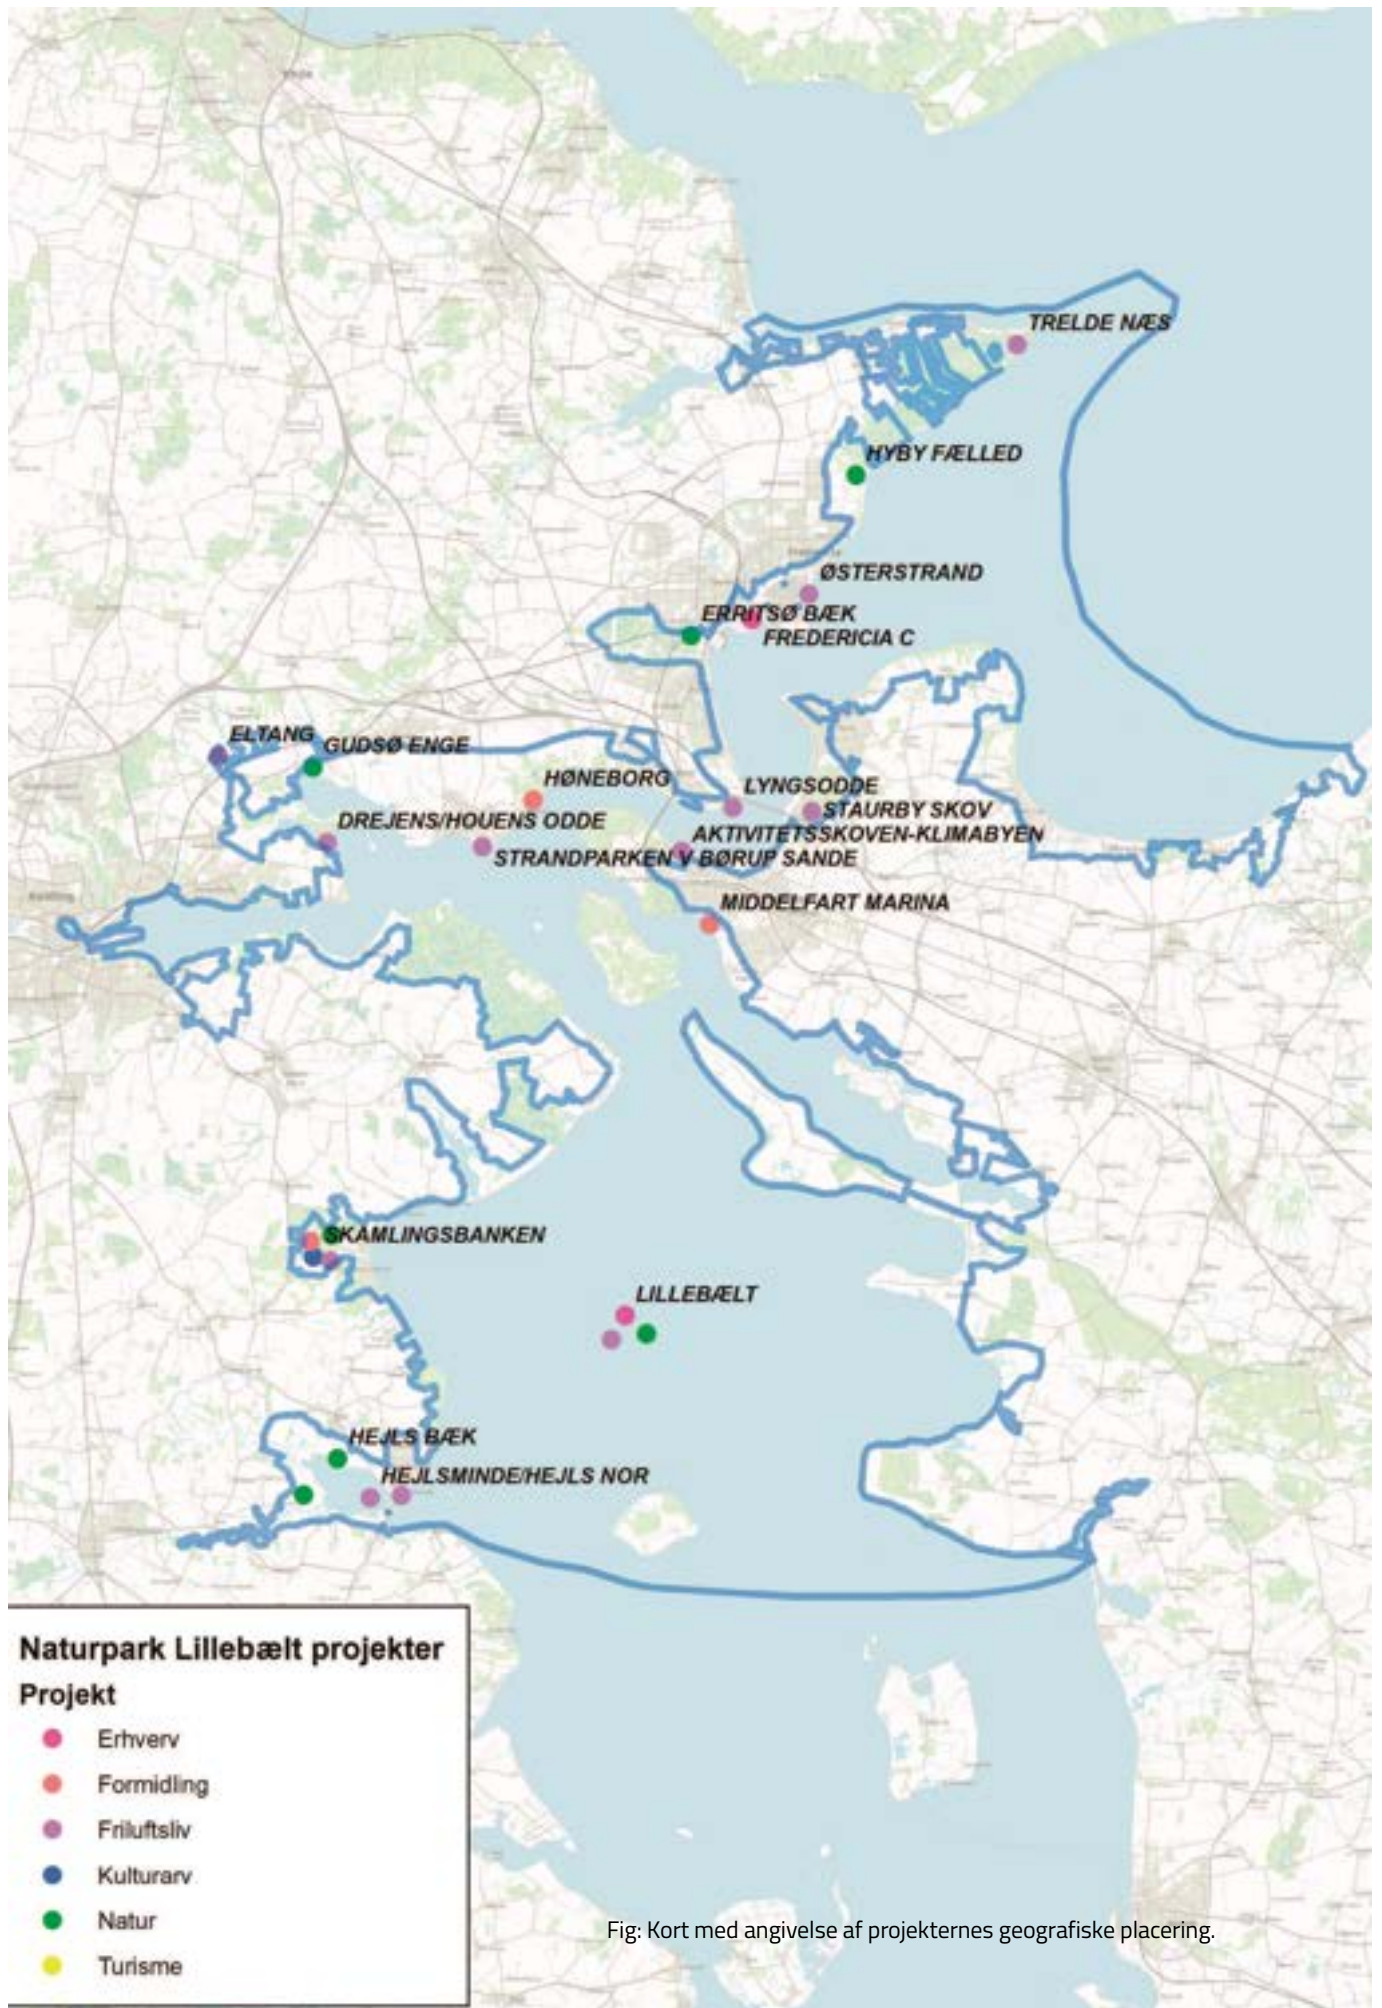 TRELDE NÆS
HYBY FÆLLED
ØSTERSTRAND
ERRITSØ BÆK
FREDERICIA C
ELTANG
GUDSØ ENGE
HØNEBORG
LYNGSODDE
STAURBY SKOV
DREJENS/HOUENS ODDE
AKTIVITETSSKOVEN-KLIMABYEN
STRANDPARKEN V BØRUP SANDE
MIDDELFART MARINA
SKAMLINGSBANKEN
LILLEBÆLT
HEJLS BÆK
HEJLSMINDE/HEJLS NOR
Naturpark Lillebælt projekter
Projekt
Erhverv
Formidling
Friluftsliv
Kulturarv
Natur
Turisme
Fig: Kort med angivelse af projekternes geografiske placering.